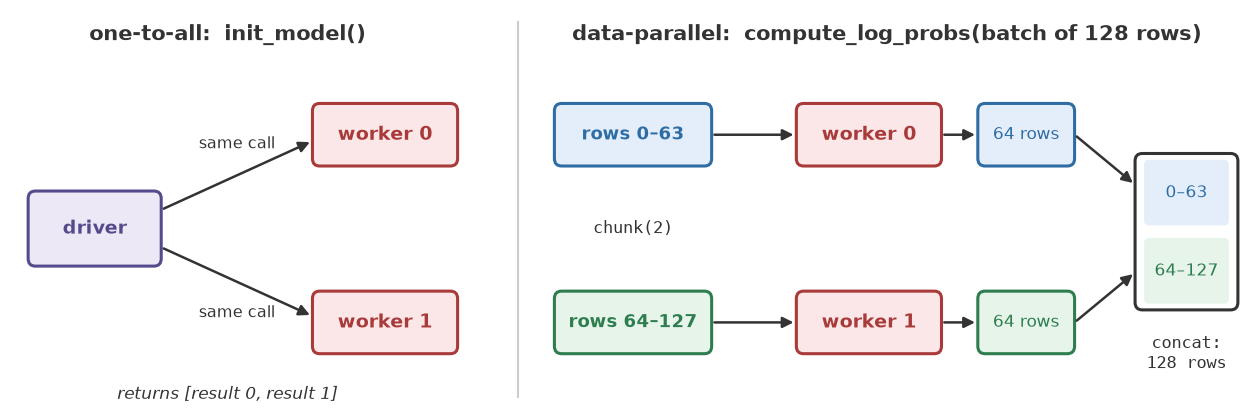 one-to-all:  init_model()
same call
worker 0
driver
same call
worker 1
returns [result 0, result 1]
data-parallel:  compute_log_probs(batch of 128 rows)
rows 0–63
worker 0
64 rows
chunk(2)
rows 64–127
worker 1
64 rows
0–63
64–127
concat:
128 rows